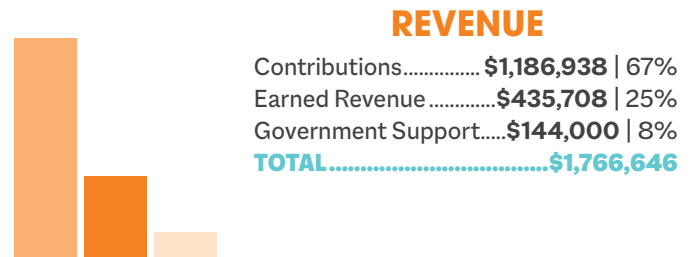 REVENUE
Contributions............... $1,186,938 | 67%
Earned Revenue.............$435,708 | 25%
Government Support.....$144,000 | 8%
TOTAL...................................$1,766,646